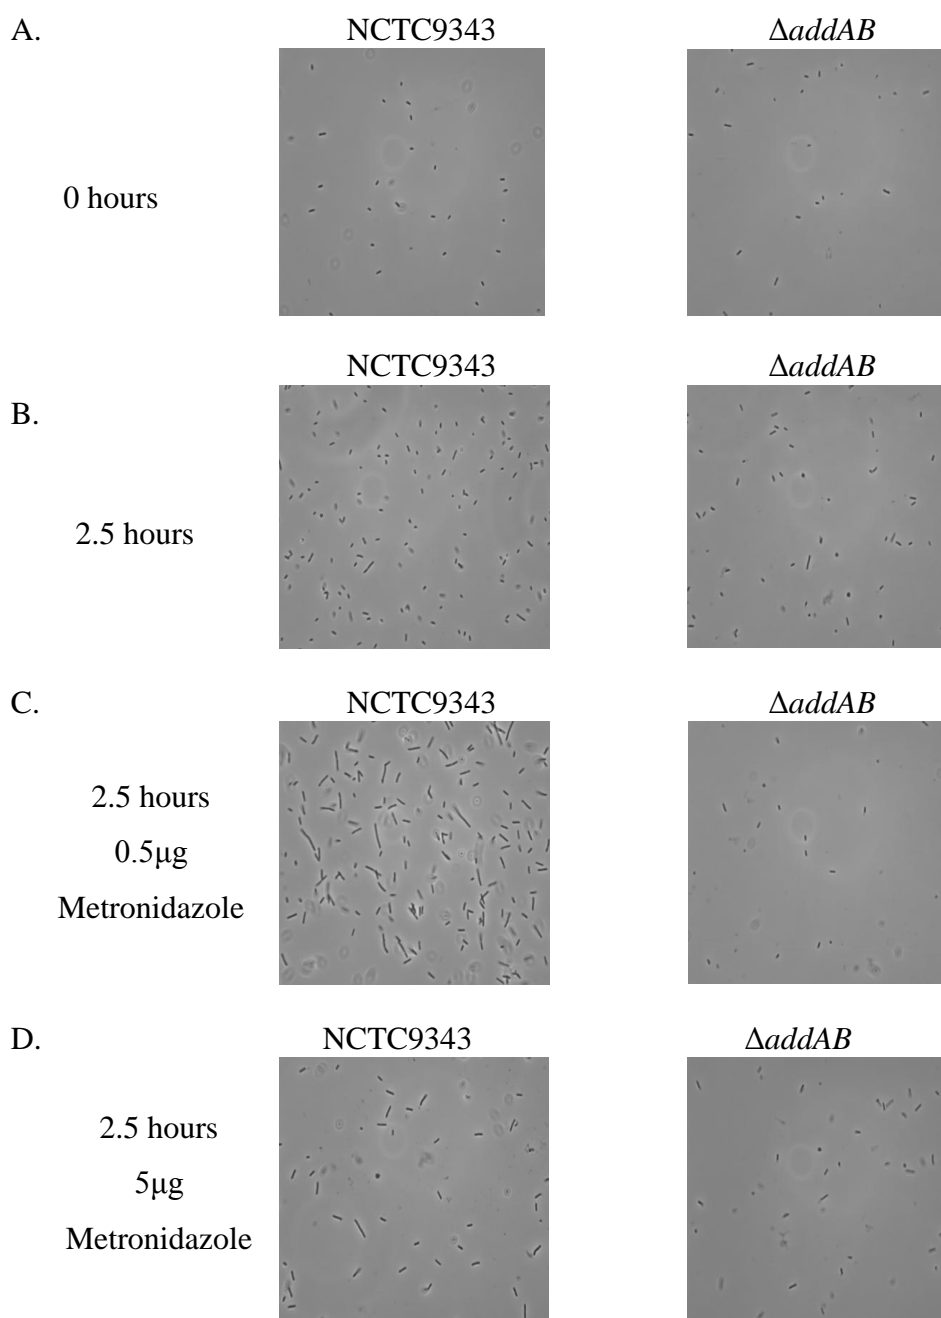 A.
NCTC9343 ΔaddAB
0 hours
NCTC9343 ΔaddAB
B.
2.5 hours
C.
NCTC9343 ΔaddAB
2.5 hours
0.5μg
Metronidazole
D.
NCTC9343 ΔaddAB
2.5 hours
5μg
Metronidazole